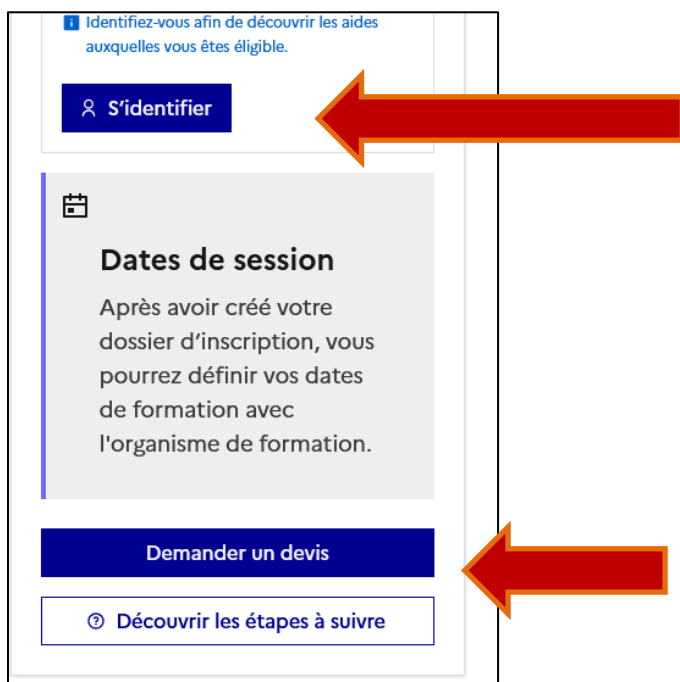 Identifiez-vous afin de découvrir les aides
auxquelles vous êtes éligible.
S'identifier
Dates de session
Après avoir créé votre
dossier d'inscription, vous
pourrez définir vos dates
de formation avec
l'organisme de formation.
Demander un devis
Découvrir les étapes à suivre